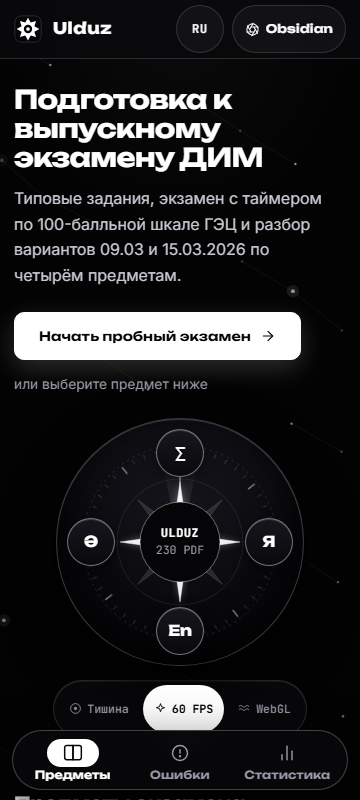 Ulduz
RU
Obsidian
Подготовка к
выпускному
экзамену ДИМ
Типовые задания, экзамен с таймером
по 100-балльной шкале ГЭЦ и разбор
вариантов 09.03 и 15.03.2026 по
четырём предметам.
Начать пробный экзамен →
или выберите предмет ниже
Σ
Ə
ULDUZ
230 PDF
Я
En
Тишина
60 FPS
WebGL
Предметы
Ошибки
Статистика